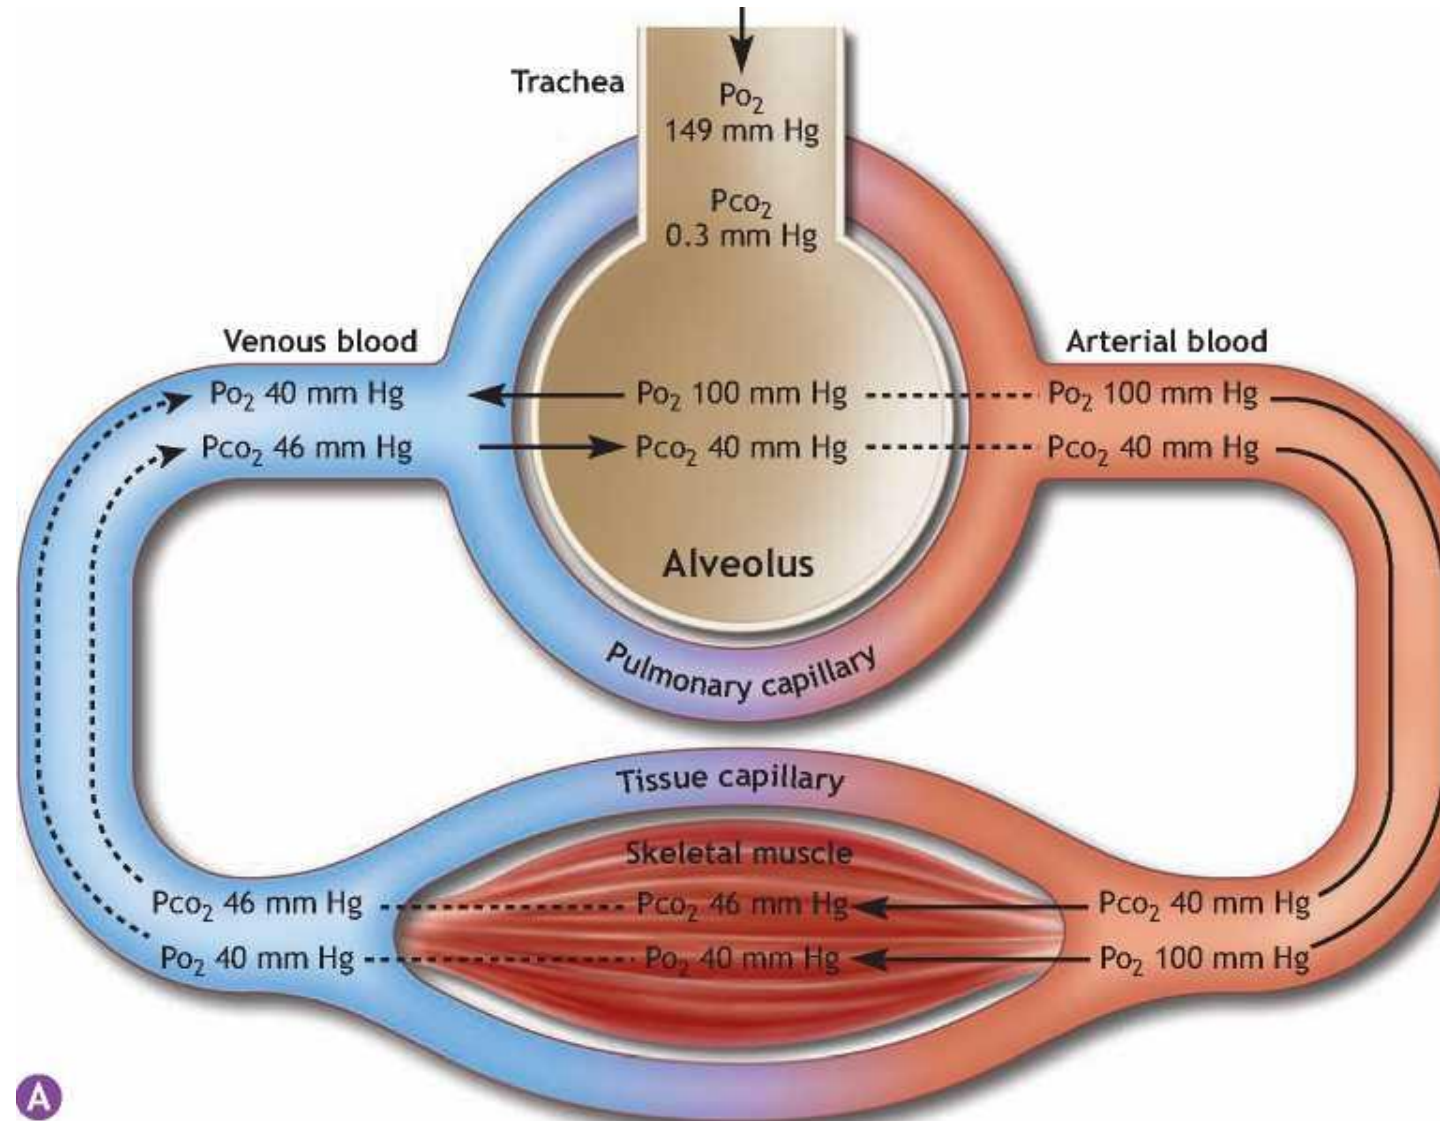 Trachea
Po₂
149 mm Hg
Pco₂
0.3 mm Hg
Venous blood
Arterial blood
Po₂ 40 mm Hg
Po₂ 100 mm Hg
Po₂ 100 mm Hg
Pco₂ 46 mm Hg
Pco₂ 40 mm Hg
Pco₂ 40 mm Hg
Alveolus
Pulmonary capillary
Tissue capillary
Skeletal muscle
Pco₂ 46 mm Hg
Pco₂ 46 mm Hg
Pco₂ 40 mm Hg
Po₂ 40 mm Hg
Po₂ 40 mm Hg
Po₂ 100 mm Hg
A